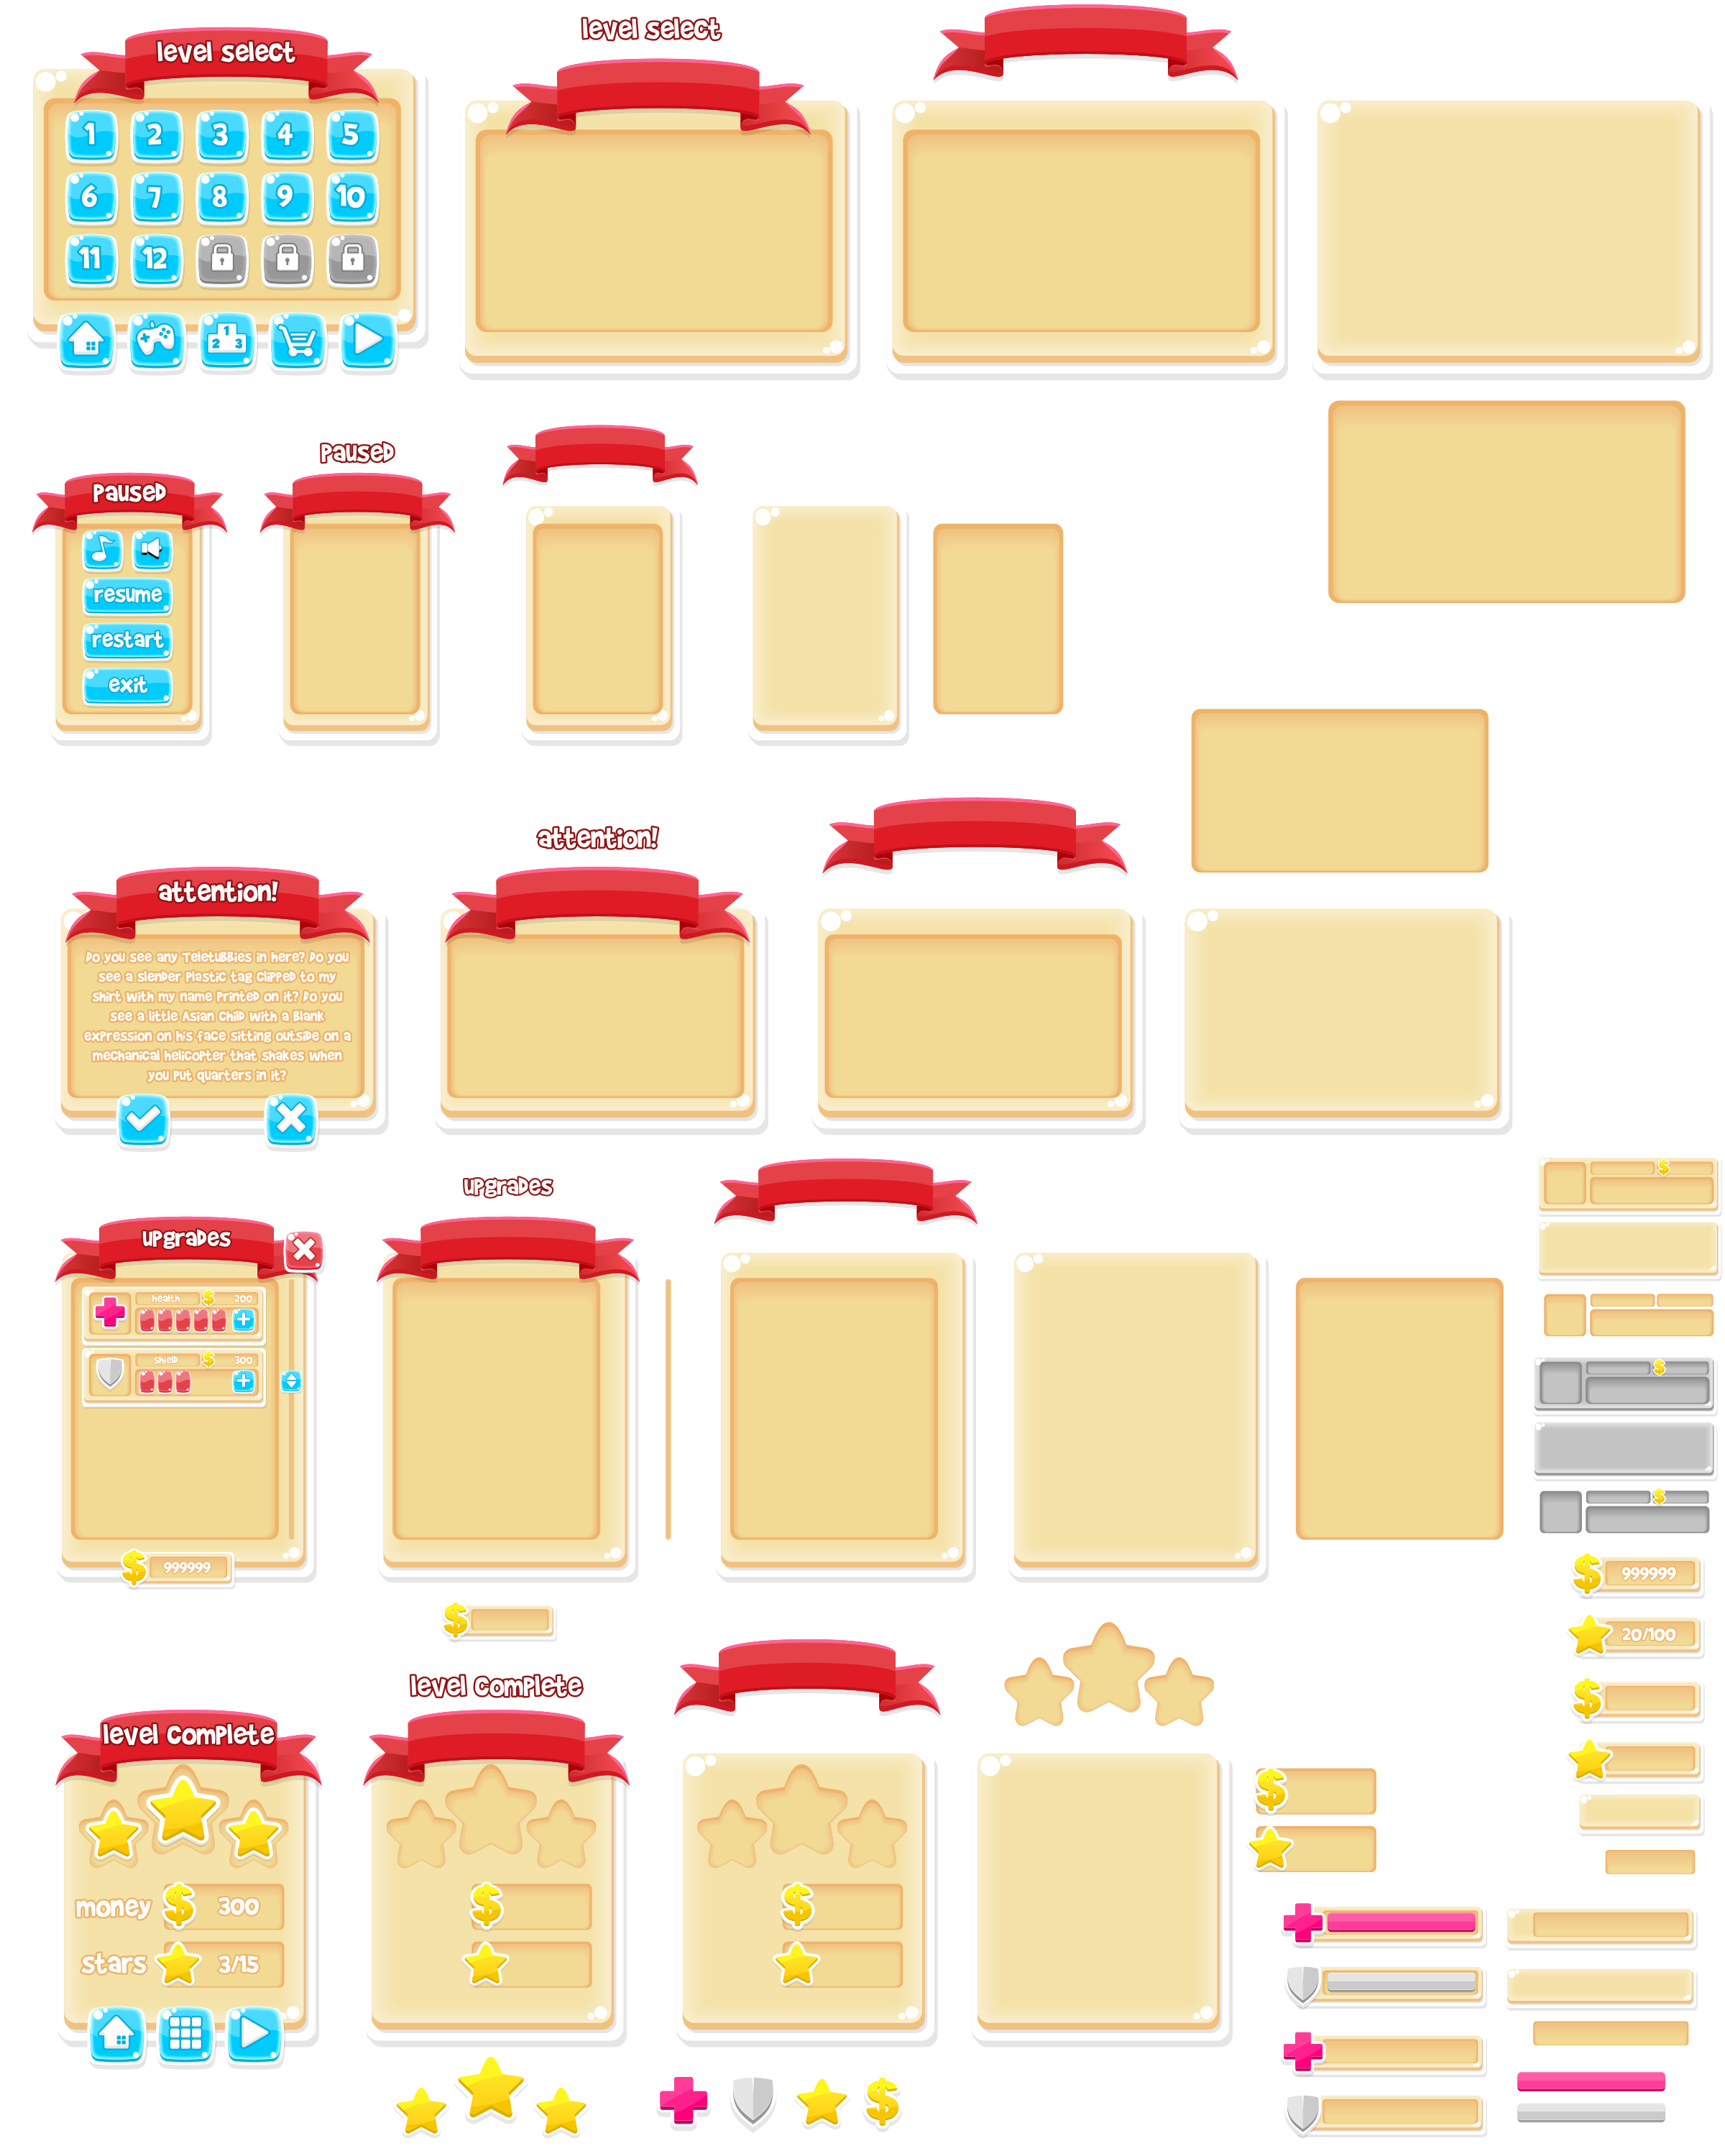 level select
level select
1 2 3 4 5
6 7 8 9 10
11 12
1
2 3
Paused
Paused
resume
restart
exit
attention!
attention!
Do you see any Teletubbies in here? Do you
see a slender plastic tag clipped to my
shirt with my name printed on it? Do you
see a little Asian child with a blank
expression on his face sitting outside on a
mechanical helicopter that shakes when
you put quarters in it?
$
upgrades
upgrades
health $ 200
shield $ 300
$
$
$ 999999
$ 999999
$
20/100
$
level complete
level complete
$
money $ 300
$
$
stars 3/15
$